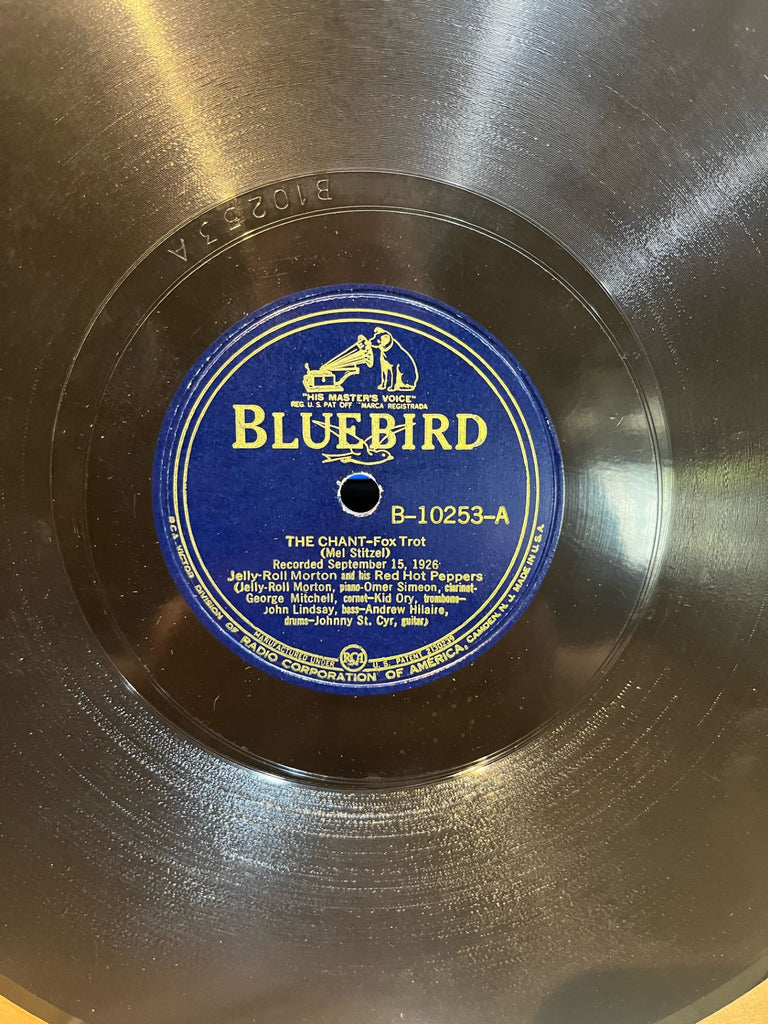 B10253A
"HIS MASTER'S VOICE"
REG. U. S. PAT OFF "MARCA REGISTRADA
BLUEBIRD
B–10253–A
THE CHANT–Fox Trot
(Mel Stitzel)
Recorded September 15, 1926
Jelly-Roll Morton and his Red Hot Peppers
(Jelly-Roll Morton, piano–Omer Simeon, clarinet–
George Mitchell, cornet–Kid Ory, trombone–
John Lindsay, bass–Andrew Hilaire,
drums–Johnny St. Cyr, guitar)
MANUFACTURED UNDER RCA U. S. PATENT
RCA VICTOR DIVISION OF RADIO CORPORATION OF AMERICA, CAMDEN, N. J. MADE IN U. S. A.